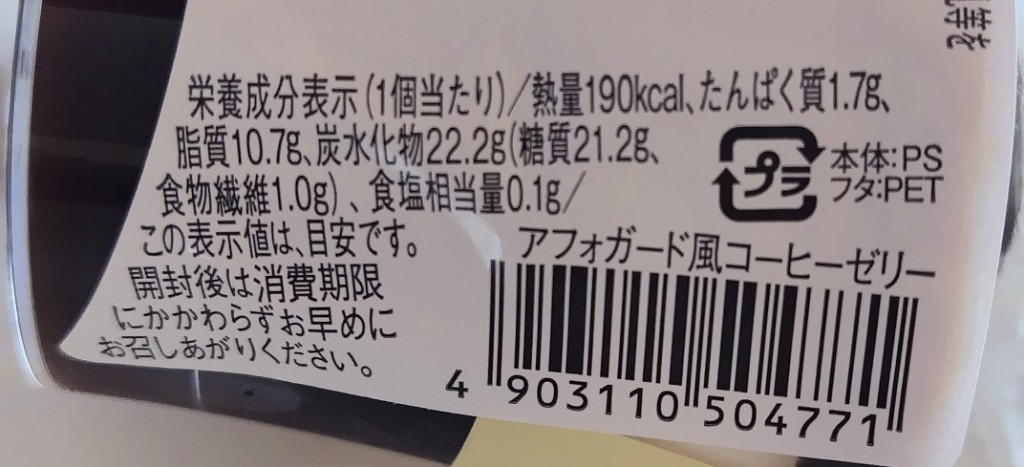 栄養成分表示(1個当たり)/熱量190kcal、たんぱく質1.7g、
脂質10.7g、炭水化物22.2g(糖質21.2g、
食物繊維1.0g)、食塩相当量0.1g/
この表示値は、目安です。
開封後は消費期限
にかかわらずお早めに
お召しあがりください。
プラ
本体:PS
フタ:PET
アフォガード風コーヒーゼリー
4 903110 504771